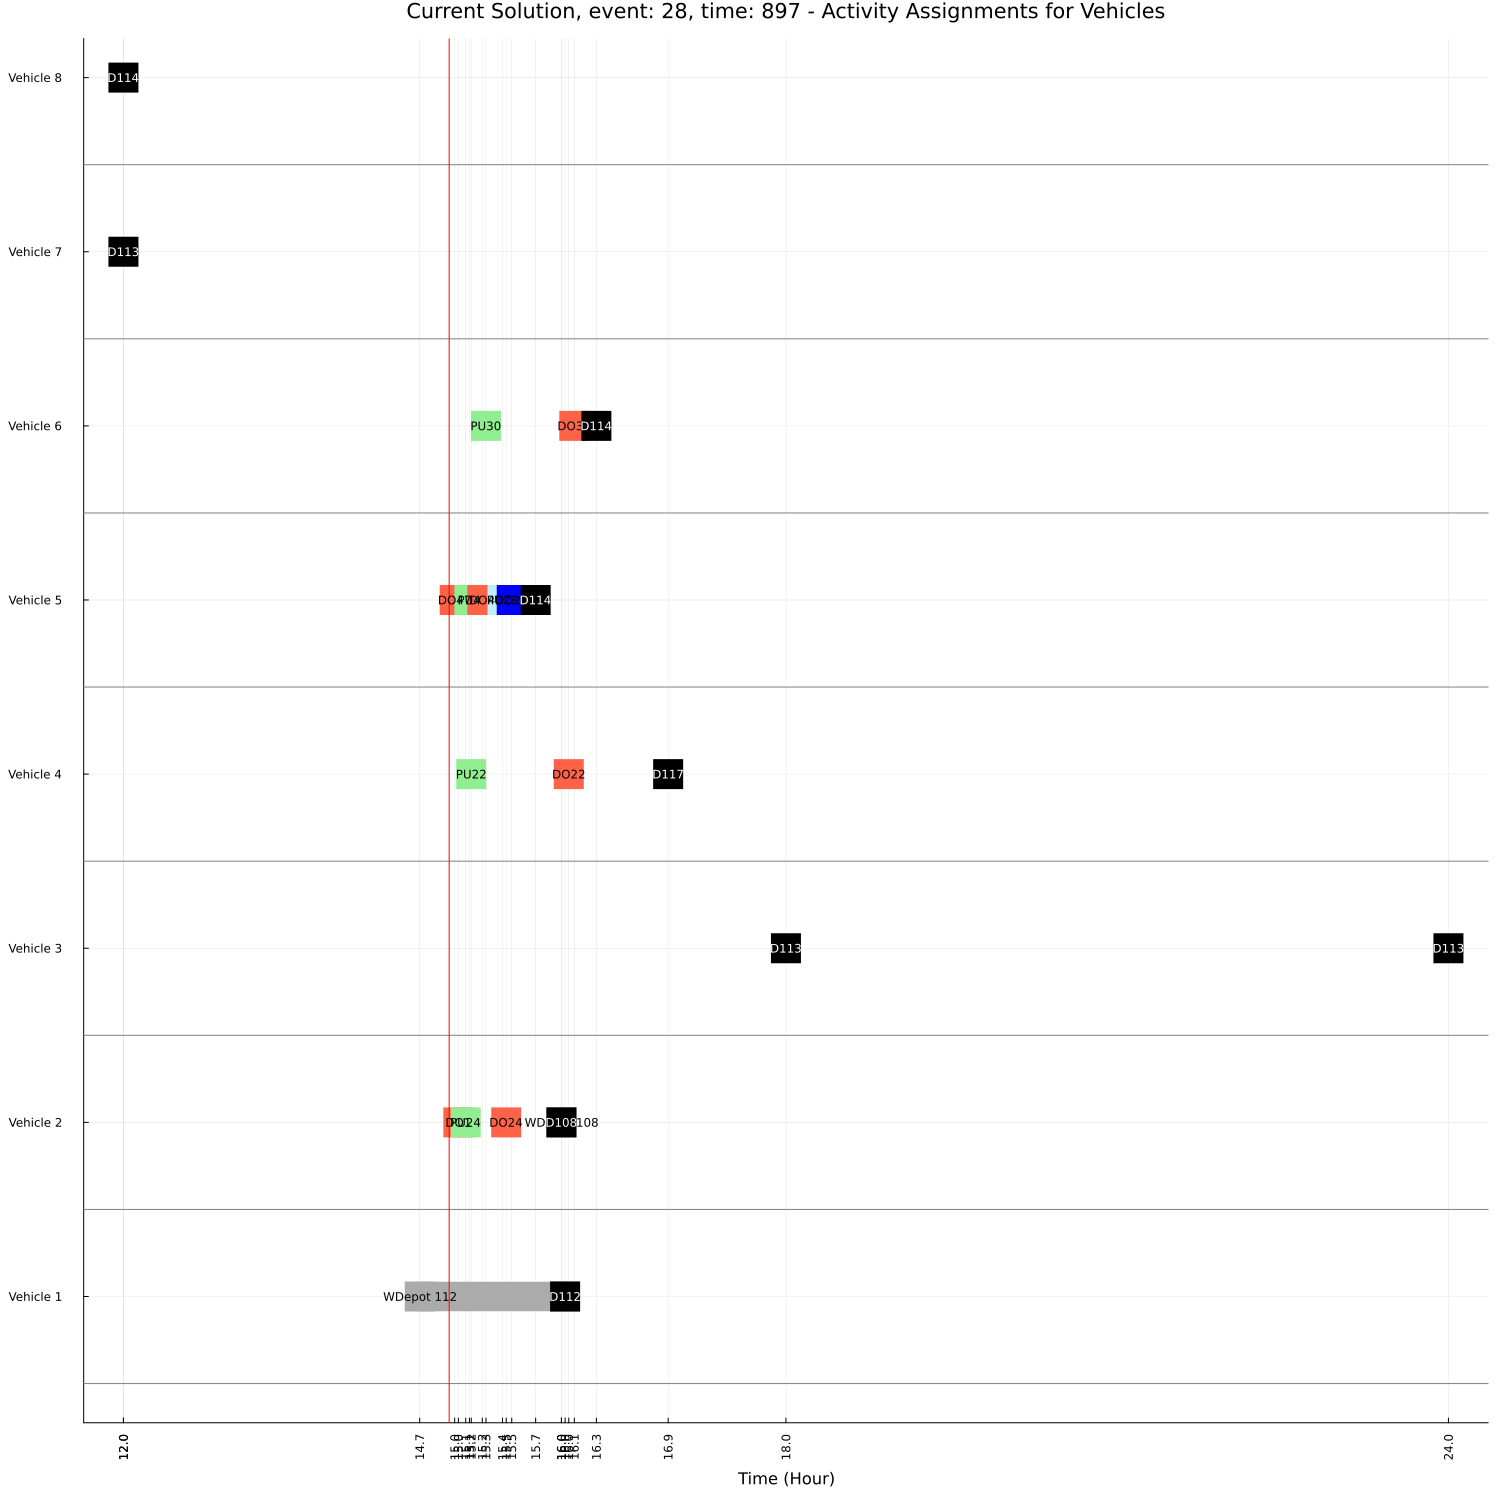 Current Solution, event: 28, time: 897 - Activity Assignments for Vehicles
Vehicle 8
D114
Vehicle 7
D113
Vehicle 6
PU30
D114
Vehicle 5
D114
Vehicle 4
PU22
DO22
D117
Vehicle 3
D113
D113
Vehicle 2
DO24
D108
Vehicle 1
WDepot 112
D112
12.0
14.7
15.7
16.1
16.3
16.9
18.0
24.0
Time (Hour)